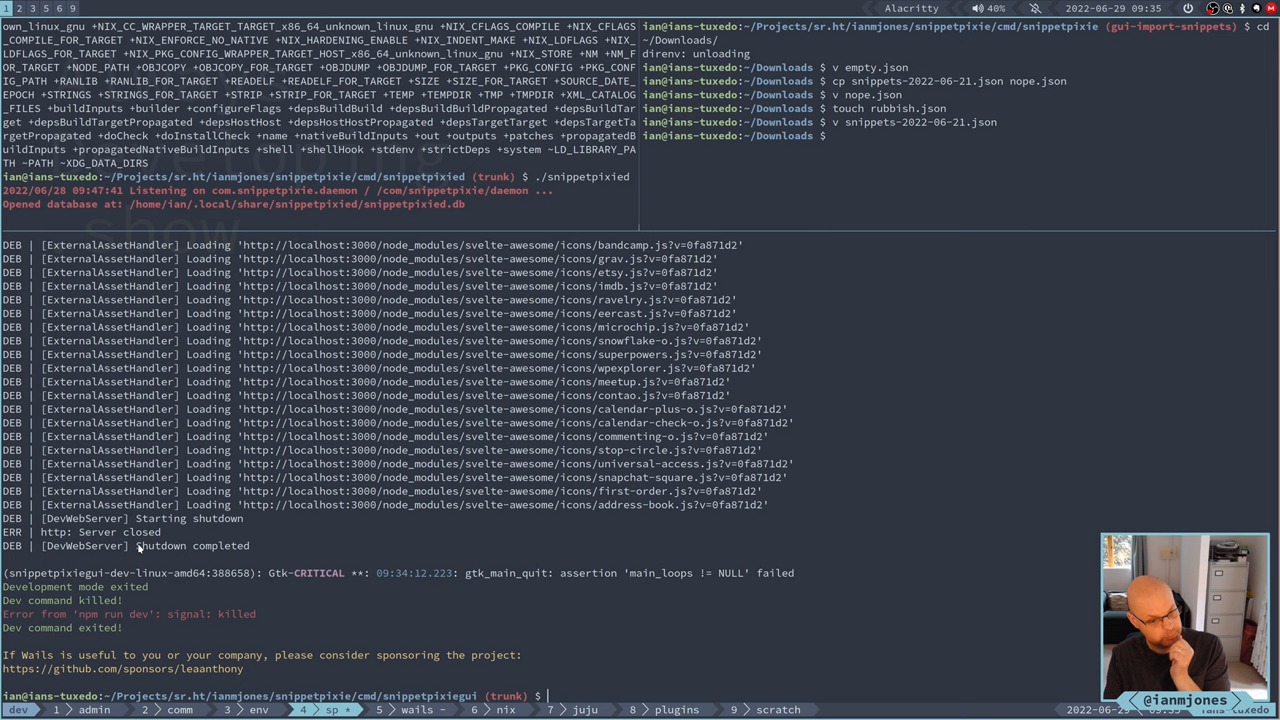 1 2 3 5 6 9
Alacritty
40%
2022-06-29 09:35
own_linux_gnu +NIX_CC_WRAPPER_TARGET_TARGET_x86_64_unknown_linux_gnu +NIX_CFLAGS_COMPILE +NIX_CFLAGS
_COMPILE_FOR_TARGET +NIX_ENFORCE_NO_NATIVE +NIX_HARDENING_ENABLE +NIX_INDENT_MAKE +NIX_LDFLAGS +NIX_
LDFLAGS_FOR_TARGET +NIX_PKG_CONFIG_WRAPPER_TARGET_HOST_x86_64_unknown_linux_gnu +NIX_STORE +NM +NM_F
OR_TARGET +NODE_PATH +OBJCOPY +OBJCOPY_FOR_TARGET +OBJDUMP +OBJDUMP_FOR_TARGET +PKG_CONFIG +PKG_CONF
IG_PATH +RANLIB +RANLIB_FOR_TARGET +READELF +READELF_FOR_TARGET +SIZE +SIZE_FOR_TARGET +SOURCE_DATE_
EPOCH +STRINGS +STRINGS_FOR_TARGET +STRIP +STRIP_FOR_TARGET +TEMP +TEMPDIR +TMP +TMPDIR +XML_CATALOG
_FILES +buildInputs +builder +configureFlags +depsBuildBuild +depsBuildBuildPropagated +depsBuildTar
get +depsBuildTargetPropagated +depsHostHost +depsHostHostPropagated +depsTargetTarget +depsTargetTa
rgetPropagated +doCheck +doInstallCheck +name +nativeBuildInputs +out +outputs +patches +propagatedB
uildInputs +propagatedNativeBuildInputs +shell +shellHook +stdenv +strictDeps +system ~LD_LIBRARY_PA
TH ~PATH ~XDG_DATA_DIRS
ian@ians-tuxedo:~/Projects/sr.ht/ianmjones/snippetpixie/cmd/snippetpixied (trunk) $ ./snippetpixied
2022/06/28 09:47:41 Listening on com.snippetpixie.daemon / /com/snippetpixie/daemon ...
Opened database at: /home/ian/.local/share/snippetpixied/snippetpixied.db
show
ian@ians-tuxedo:~/Projects/sr.ht/ianmjones/snippetpixie/cmd/snippetpixie (gui-import-snippets) $ cd
~/Downloads/
direnv: unloading
ian@ians-tuxedo:~/Downloads $ v empty.json
ian@ians-tuxedo:~/Downloads $ cp snippets-2022-06-21.json nope.json
ian@ians-tuxedo:~/Downloads $ v nope.json
ian@ians-tuxedo:~/Downloads $ touch rubbish.json
ian@ians-tuxedo:~/Downloads $ v snippets-2022-06-21.json
ian@ians-tuxedo:~/Downloads $
DEB | [ExternalAssetHandler] Loading 'http://localhost:3000/node_modules/svelte-awesome/icons/bandcamp.js?v=0fa871d2'
DEB | [ExternalAssetHandler] Loading 'http://localhost:3000/node_modules/svelte-awesome/icons/grav.js?v=0fa871d2'
DEB | [ExternalAssetHandler] Loading 'http://localhost:3000/node_modules/svelte-awesome/icons/etsy.js?v=0fa871d2'
DEB | [ExternalAssetHandler] Loading 'http://localhost:3000/node_modules/svelte-awesome/icons/imdb.js?v=0fa871d2'
DEB | [ExternalAssetHandler] Loading 'http://localhost:3000/node_modules/svelte-awesome/icons/ravelry.js?v=0fa871d2'
DEB | [ExternalAssetHandler] Loading 'http://localhost:3000/node_modules/svelte-awesome/icons/eercast.js?v=0fa871d2'
DEB | [ExternalAssetHandler] Loading 'http://localhost:3000/node_modules/svelte-awesome/icons/microchip.js?v=0fa871d2'
DEB | [ExternalAssetHandler] Loading 'http://localhost:3000/node_modules/svelte-awesome/icons/snowflake-o.js?v=0fa871d2'
DEB | [ExternalAssetHandler] Loading 'http://localhost:3000/node_modules/svelte-awesome/icons/superpowers.js?v=0fa871d2'
DEB | [ExternalAssetHandler] Loading 'http://localhost:3000/node_modules/svelte-awesome/icons/wpexplorer.js?v=0fa871d2'
DEB | [ExternalAssetHandler] Loading 'http://localhost:3000/node_modules/svelte-awesome/icons/meetup.js?v=0fa871d2'
DEB | [ExternalAssetHandler] Loading 'http://localhost:3000/node_modules/svelte-awesome/icons/contao.js?v=0fa871d2'
DEB | [ExternalAssetHandler] Loading 'http://localhost:3000/node_modules/svelte-awesome/icons/calendar-plus-o.js?v=0fa871d2'
DEB | [ExternalAssetHandler] Loading 'http://localhost:3000/node_modules/svelte-awesome/icons/calendar-check-o.js?v=0fa871d2'
DEB | [ExternalAssetHandler] Loading 'http://localhost:3000/node_modules/svelte-awesome/icons/commenting-o.js?v=0fa871d2'
DEB | [ExternalAssetHandler] Loading 'http://localhost:3000/node_modules/svelte-awesome/icons/stop-circle.js?v=0fa871d2'
DEB | [ExternalAssetHandler] Loading 'http://localhost:3000/node_modules/svelte-awesome/icons/universal-access.js?v=0fa871d2'
DEB | [ExternalAssetHandler] Loading 'http://localhost:3000/node_modules/svelte-awesome/icons/snapchat-square.js?v=0fa871d2'
DEB | [ExternalAssetHandler] Loading 'http://localhost:3000/node_modules/svelte-awesome/icons/first-order.js?v=0fa871d2'
DEB | [ExternalAssetHandler] Loading 'http://localhost:3000/node_modules/svelte-awesome/icons/address-book.js?v=0fa871d2'
DEB | [DevWebServer] Starting shutdown
ERR | http: Server closed
DEB | [DevWebServer] Shutdown completed
(snippetpixiegui-dev-linux-amd64:388658): Gtk-CRITICAL **: 09:34:12.223: gtk_main_quit: assertion 'main_loops != NULL' failed
Development mode exited
Dev command killed!
Error from 'npm run dev': signal: killed
Dev command exited!
If Wails is useful to you or your company, please consider sponsoring the project:
https://github.com/sponsors/leaanthony
ian@ians-tuxedo:~/Projects/sr.ht/ianmjones/snippetpixie/cmd/snippetpixiegui (trunk) $
@ianmjones
dev 1 admin 2 comm 3 env 4 sp * 5 wails - 6 nix 7 juju 8 plugins 9 scratch 2022-06-29